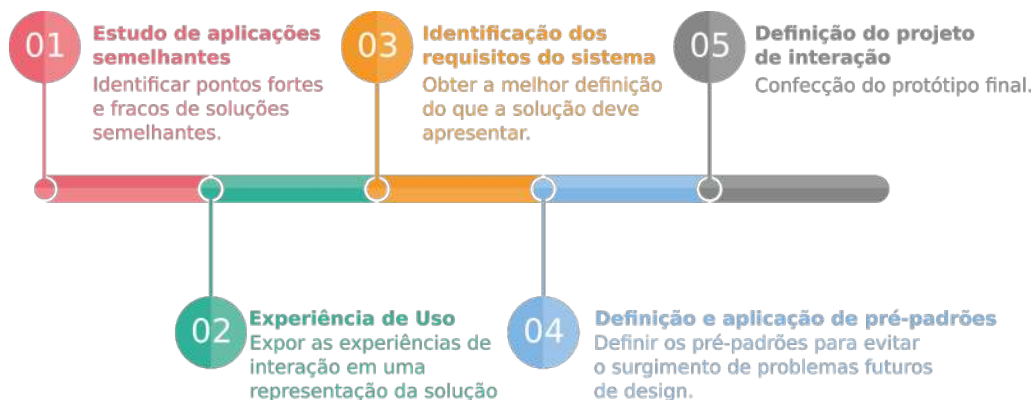 01
Estudo de aplicações
semelhantes
Identificar pontos fortes
e fracos de soluções
semelhantes.
02
Experiência de Uso
Expor as experiências de
interação em uma
representação da solução
03
Identificação dos
requisitos do sistema
Obter a melhor definição
do que a solução deve
apresentar.
04
Definição e aplicação de pré-padrões
Definir os pré-padrões para evitar
o surgimento de problemas futuros
de design.
05
Definição do projeto
de interação
Confecção do protótipo final.